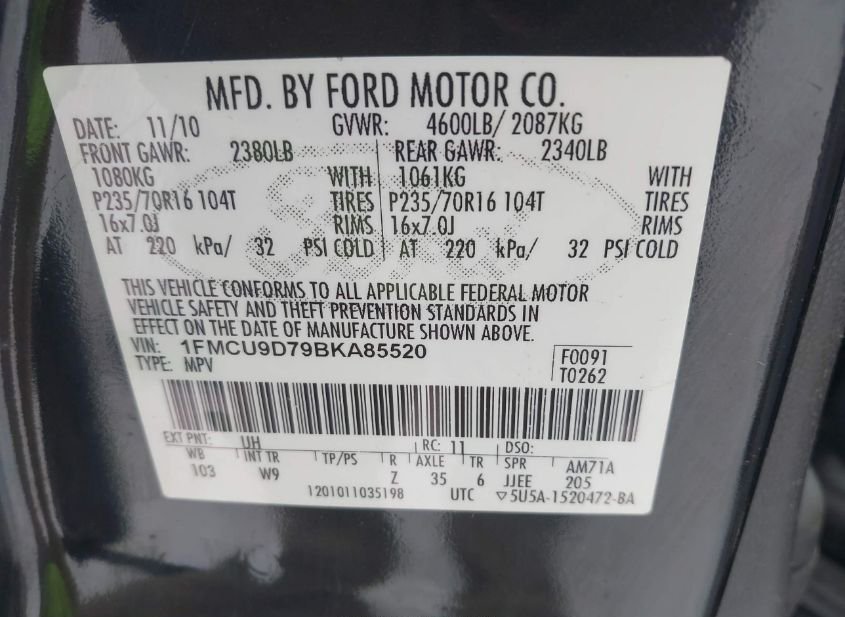 MFD. BY FORD MOTOR CO.
DATE: 11/10 GVWR: 4600LB/ 2087KG
FRONT GAWR: 2380LB REAR GAWR: 2340LB
1080KG WITH 1061KG WITH
P235/70R16 104T TIRES P235/70R16 104T TIRES
16x7.0J RIMS 16x7.0J RIMS
AT 220 kPa/ 32 PSI COLD AT 220 kPa/ 32 PSI COLD
THIS VEHICLE CONFORMS TO ALL APPLICABLE FEDERAL MOTOR
VEHICLE SAFETY AND THEFT PREVENTION STANDARDS IN
EFFECT ON THE DATE OF MANUFACTURE SHOWN ABOVE.
VIN: 1FMCU9D79BKA85520 F0091
TYPE: MPV T0262
EXT PNT: UH RC: 11 DSO:
WB INT TR TP/PS R AXLE TR SPR AM71A
103 W9 Z 35 6 JJEE 205
1201011035198 UTC ▽5U5A-1520472-BA